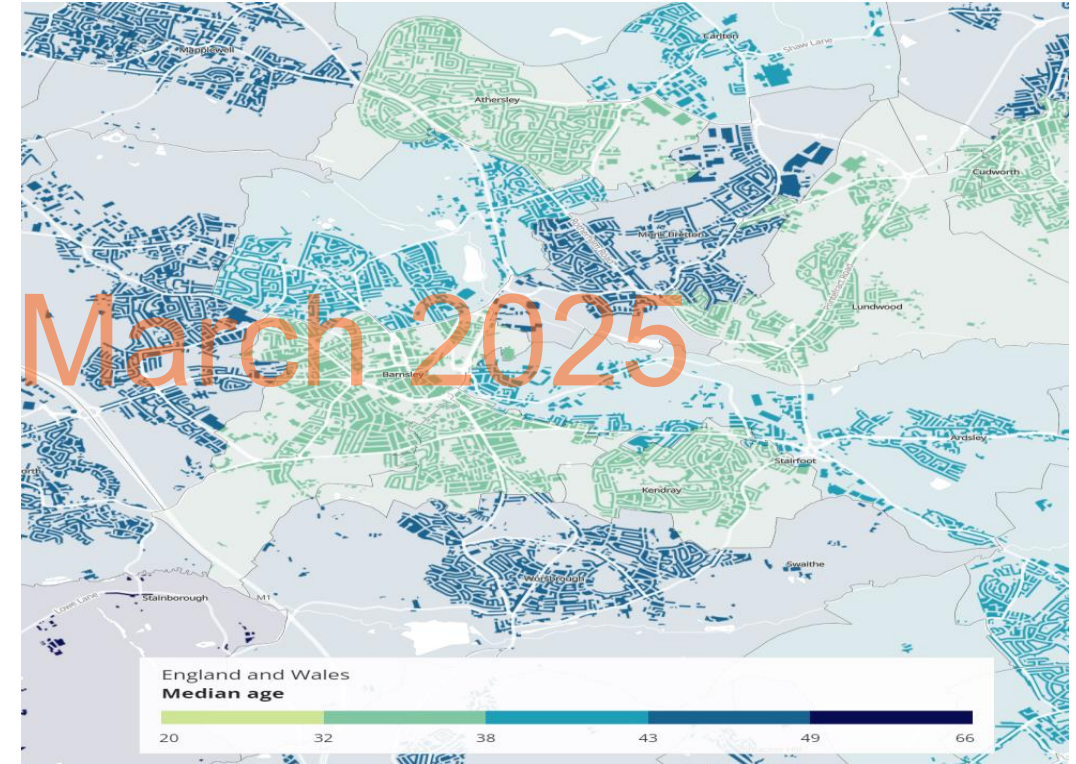 Mapplewell
Carlton
Shaw Lane
Athersley
Cudworth
Monk Bretton
Lundwood
March 2025
Barnsley
Ardsley
Stairfoot
Kendray
Swaithe
Worsbrough
Stainborough
M1
Lowe Lane
England and Wales
Median age
20 32 38 43 49 66